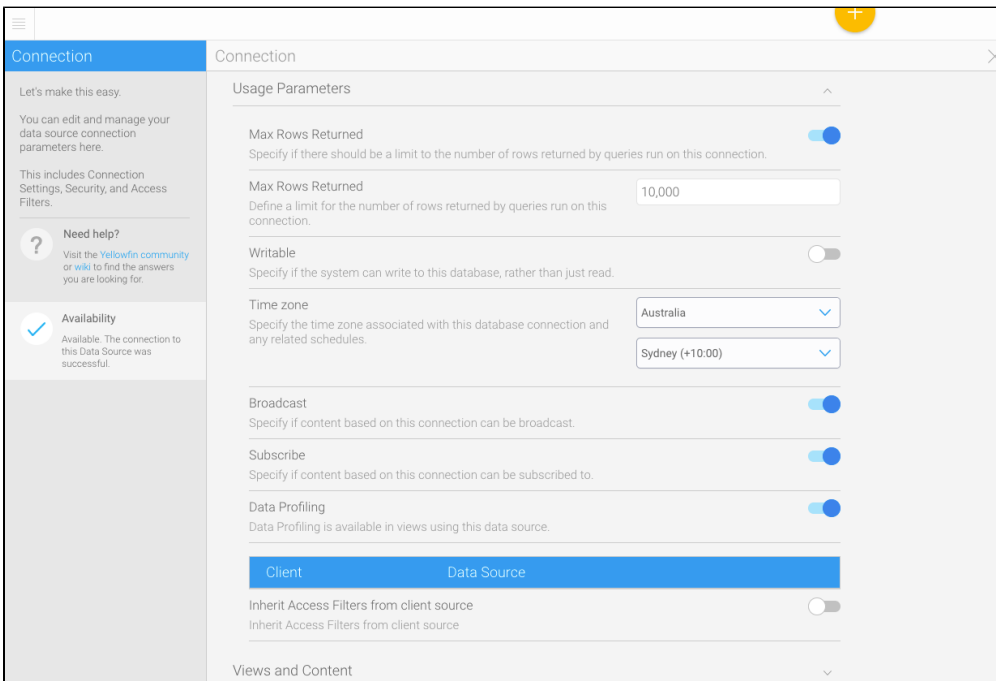 +
Connection
Let's make this easy.
You can edit and manage your
data source connection
parameters here.
This includes Connection
Settings, Security, and Access
Filters.
?
Need help?
Visit the Yellowfin community
or wiki to find the answers
you are looking for.
Availability
Available. The connection to
this Data Source was
successful.
Connection
Usage Parameters
Max Rows Returned
Specify if there should be a limit to the number of rows returned by queries run on this connection.
Max Rows Returned
10,000
Define a limit for the number of rows returned by queries run on this
connection.
Writable
Specify if the system can write to this database, rather than just read.
Time zone
Australia
Specify the time zone associated with this database connection and
any related schedules.
Sydney (+10:00)
Broadcast
Specify if content based on this connection can be broadcast.
Subscribe
Specify if content based on this connection can be subscribed to.
Data Profiling
Data Profiling is available in views using this data source.
Client Data Source
Inherit Access Filters from client source
Inherit Access Filters from client source
Views and Content